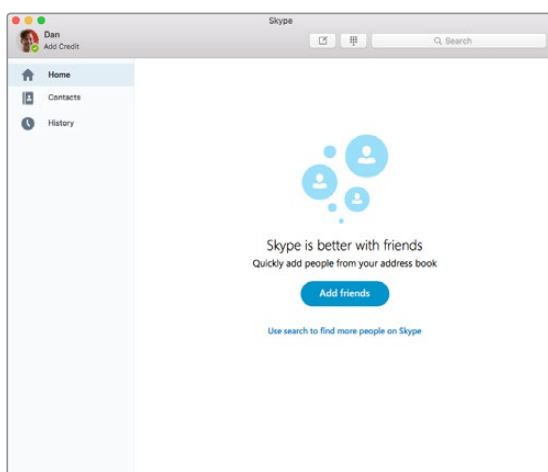 Skype
Dan
Add Credit
Search
Home
Contacts
History
Skype is better with friends
Quickly add people from your address book
Add friends
Use search to find more people on Skype